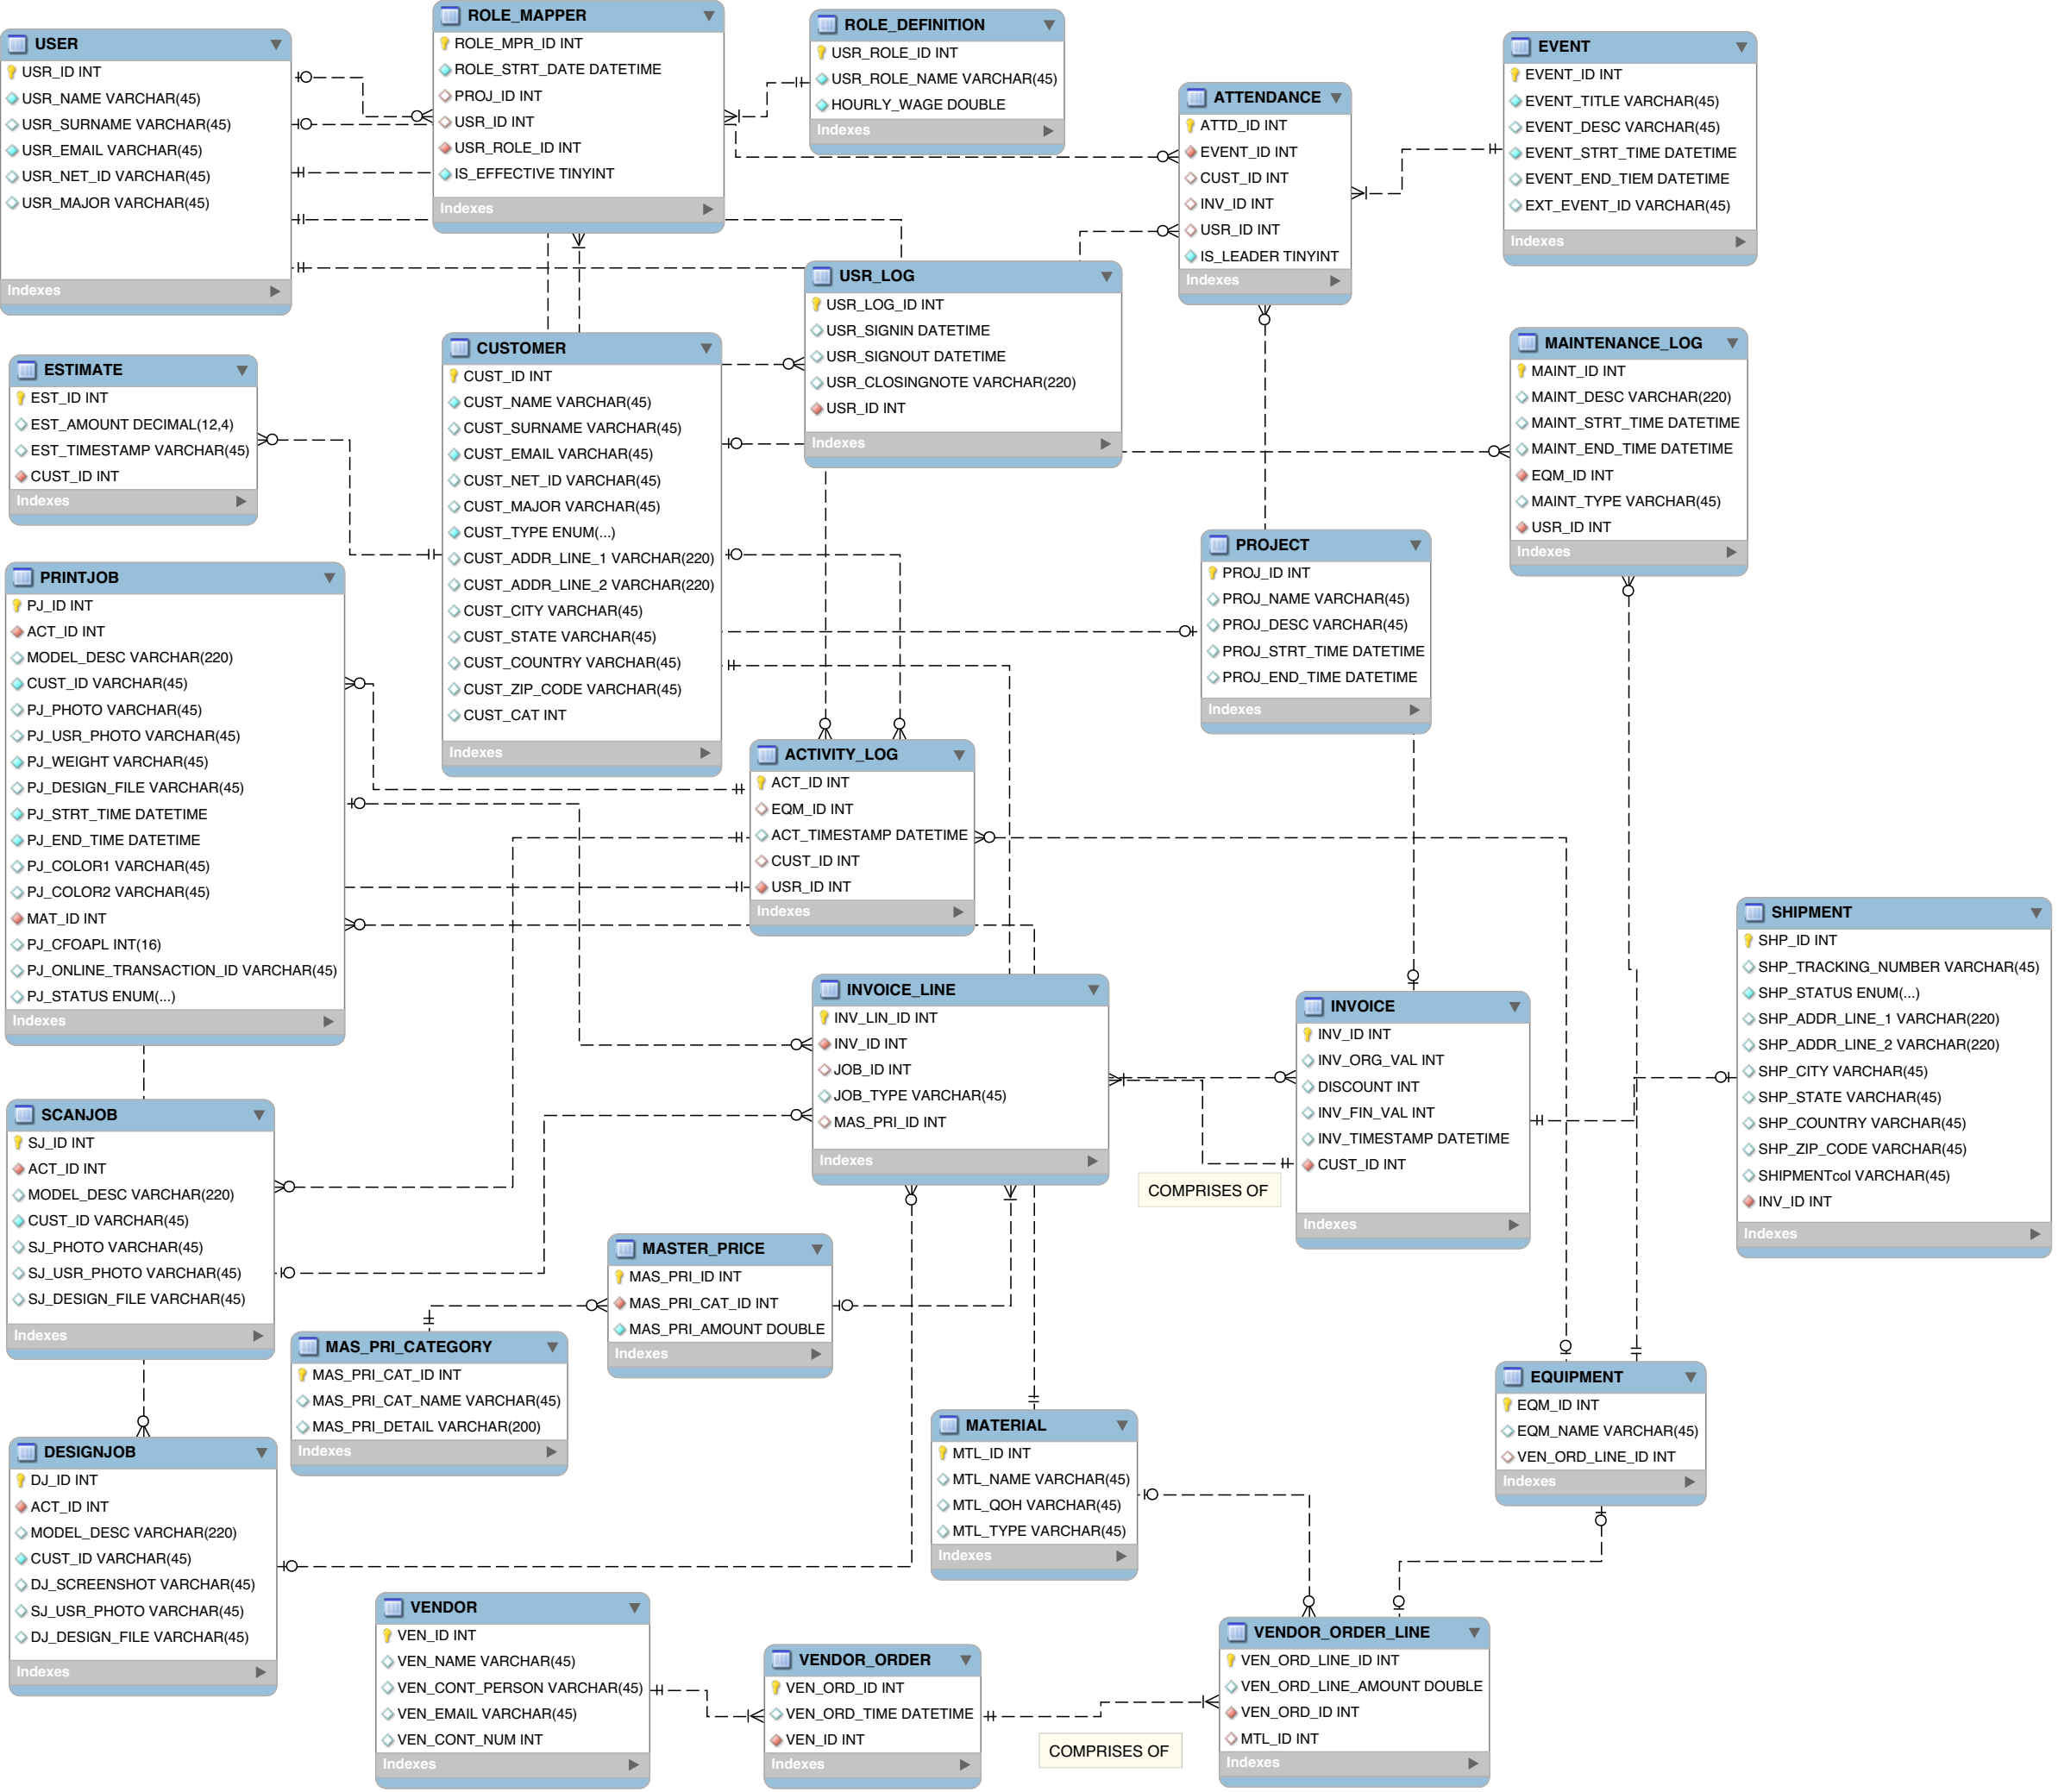 USER
USR_ID INT
USR_NAME VARCHAR(45)
USR_SURNAME VARCHAR(45)
USR_EMAIL VARCHAR(45)
USR_NET_ID VARCHAR(45)
USR_MAJOR VARCHAR(45)
Indexes
ROLE_MAPPER
ROLE_MPR_ID INT
ROLE_STRT_DATE DATETIME
PROJ_ID INT
USR_ID INT
USR_ROLE_ID INT
IS_EFFECTIVE TINYINT
Indexes
ROLE_DEFINITION
USR_ROLE_ID INT
USR_ROLE_NAME VARCHAR(45)
HOURLY_WAGE DOUBLE
Indexes
ATTENDANCE
ATTD_ID INT
EVENT_ID INT
CUST_ID INT
INV_ID INT
USR_ID INT
IS_LEADER TINYINT
Indexes
EVENT
EVENT_ID INT
EVENT_TITLE VARCHAR(45)
EVENT_DESC VARCHAR(45)
EVENT_STRT_TIME DATETIME
EVENT_END_TIEM DATETIME
EXT_EVENT_ID VARCHAR(45)
Indexes
USR_LOG
USR_LOG_ID INT
USR_SIGNIN DATETIME
USR_SIGNOUT DATETIME
USR_CLOSINGNOTE VARCHAR(220)
USR_ID INT
Indexes
ESTIMATE
EST_ID INT
EST_AMOUNT DECIMAL(12,4)
EST_TIMESTAMP VARCHAR(45)
CUST_ID INT
Indexes
CUSTOMER
CUST_ID INT
CUST_NAME VARCHAR(45)
CUST_SURNAME VARCHAR(45)
CUST_EMAIL VARCHAR(45)
CUST_NET_ID VARCHAR(45)
CUST_MAJOR VARCHAR(45)
CUST_TYPE ENUM(...)
CUST_ADDR_LINE_1 VARCHAR(220)
CUST_ADDR_LINE_2 VARCHAR(220)
CUST_CITY VARCHAR(45)
CUST_STATE VARCHAR(45)
CUST_COUNTRY VARCHAR(45)
CUST_ZIP_CODE VARCHAR(45)
CUST_CAT INT
Indexes
MAINTENANCE_LOG
MAINT_ID INT
MAINT_DESC VARCHAR(220)
MAINT_STRT_TIME DATETIME
MAINT_END_TIME DATETIME
EQM_ID INT
MAINT_TYPE VARCHAR(45)
USR_ID INT
Indexes
PROJECT
PROJ_ID INT
PROJ_NAME VARCHAR(45)
PROJ_DESC VARCHAR(45)
PROJ_STRT_TIME DATETIME
PROJ_END_TIME DATETIME
Indexes
PRINTJOB
PJ_ID INT
ACT_ID INT
MODEL_DESC VARCHAR(220)
CUST_ID VARCHAR(45)
PJ_PHOTO VARCHAR(45)
PJ_USR_PHOTO VARCHAR(45)
PJ_WEIGHT VARCHAR(45)
PJ_DESIGN_FILE VARCHAR(45)
PJ_STRT_TIME DATETIME
PJ_END_TIME DATETIME
PJ_COLOR1 VARCHAR(45)
PJ_COLOR2 VARCHAR(45)
MAT_ID INT
PJ_CFOAPL INT(16)
PJ_ONLINE_TRANSACTION_ID VARCHAR(45)
PJ_STATUS ENUM(...)
Indexes
ACTIVITY_LOG
ACT_ID INT
EQM_ID INT
ACT_TIMESTAMP DATETIME
CUST_ID INT
USR_ID INT
Indexes
SHIPMENT
SHP_ID INT
SHP_TRACKING_NUMBER VARCHAR(45)
SHP_STATUS ENUM(...)
SHP_ADDR_LINE_1 VARCHAR(220)
SHP_ADDR_LINE_2 VARCHAR(220)
SHP_CITY VARCHAR(45)
SHP_STATE VARCHAR(45)
SHP_COUNTRY VARCHAR(45)
SHP_ZIP_CODE VARCHAR(45)
SHIPMENTcol VARCHAR(45)
INV_ID INT
Indexes
INVOICE_LINE
INV_LIN_ID INT
INV_ID INT
JOB_ID INT
JOB_TYPE VARCHAR(45)
MAS_PRI_ID INT
Indexes
COMPRISES OF
INVOICE
INV_ID INT
INV_ORG_VAL INT
DISCOUNT INT
INV_FIN_VAL INT
INV_TIMESTAMP DATETIME
CUST_ID INT
Indexes
SCANJOB
SJ_ID INT
ACT_ID INT
MODEL_DESC VARCHAR(220)
CUST_ID VARCHAR(45)
SJ_PHOTO VARCHAR(45)
SJ_USR_PHOTO VARCHAR(45)
SJ_DESIGN_FILE VARCHAR(45)
Indexes
MASTER_PRICE
MAS_PRI_ID INT
MAS_PRI_CAT_ID INT
MAS_PRI_AMOUNT DOUBLE
Indexes
MAS_PRI_CATEGORY
MAS_PRI_CAT_ID INT
MAS_PRI_CAT_NAME VARCHAR(45)
MAS_PRI_DETAIL VARCHAR(200)
Indexes
EQUIPMENT
EQM_ID INT
EQM_NAME VARCHAR(45)
VEN_ORD_LINE_ID INT
Indexes
MATERIAL
MTL_ID INT
MTL_NAME VARCHAR(45)
MTL_QOH VARCHAR(45)
MTL_TYPE VARCHAR(45)
Indexes
DESIGNJOB
DJ_ID INT
ACT_ID INT
MODEL_DESC VARCHAR(220)
CUST_ID VARCHAR(45)
DJ_SCREENSHOT VARCHAR(45)
SJ_USR_PHOTO VARCHAR(45)
DJ_DESIGN_FILE VARCHAR(45)
Indexes
VENDOR
VEN_ID INT
VEN_NAME VARCHAR(45)
VEN_CONT_PERSON VARCHAR(45)
VEN_EMAIL VARCHAR(45)
VEN_CONT_NUM INT
Indexes
VENDOR_ORDER
VEN_ORD_ID INT
VEN_ORD_TIME DATETIME
VEN_ID INT
Indexes
COMPRISES OF
VENDOR_ORDER_LINE
VEN_ORD_LINE_ID INT
VEN_ORD_LINE_AMOUNT DOUBLE
VEN_ORD_ID INT
MTL_ID INT
Indexes